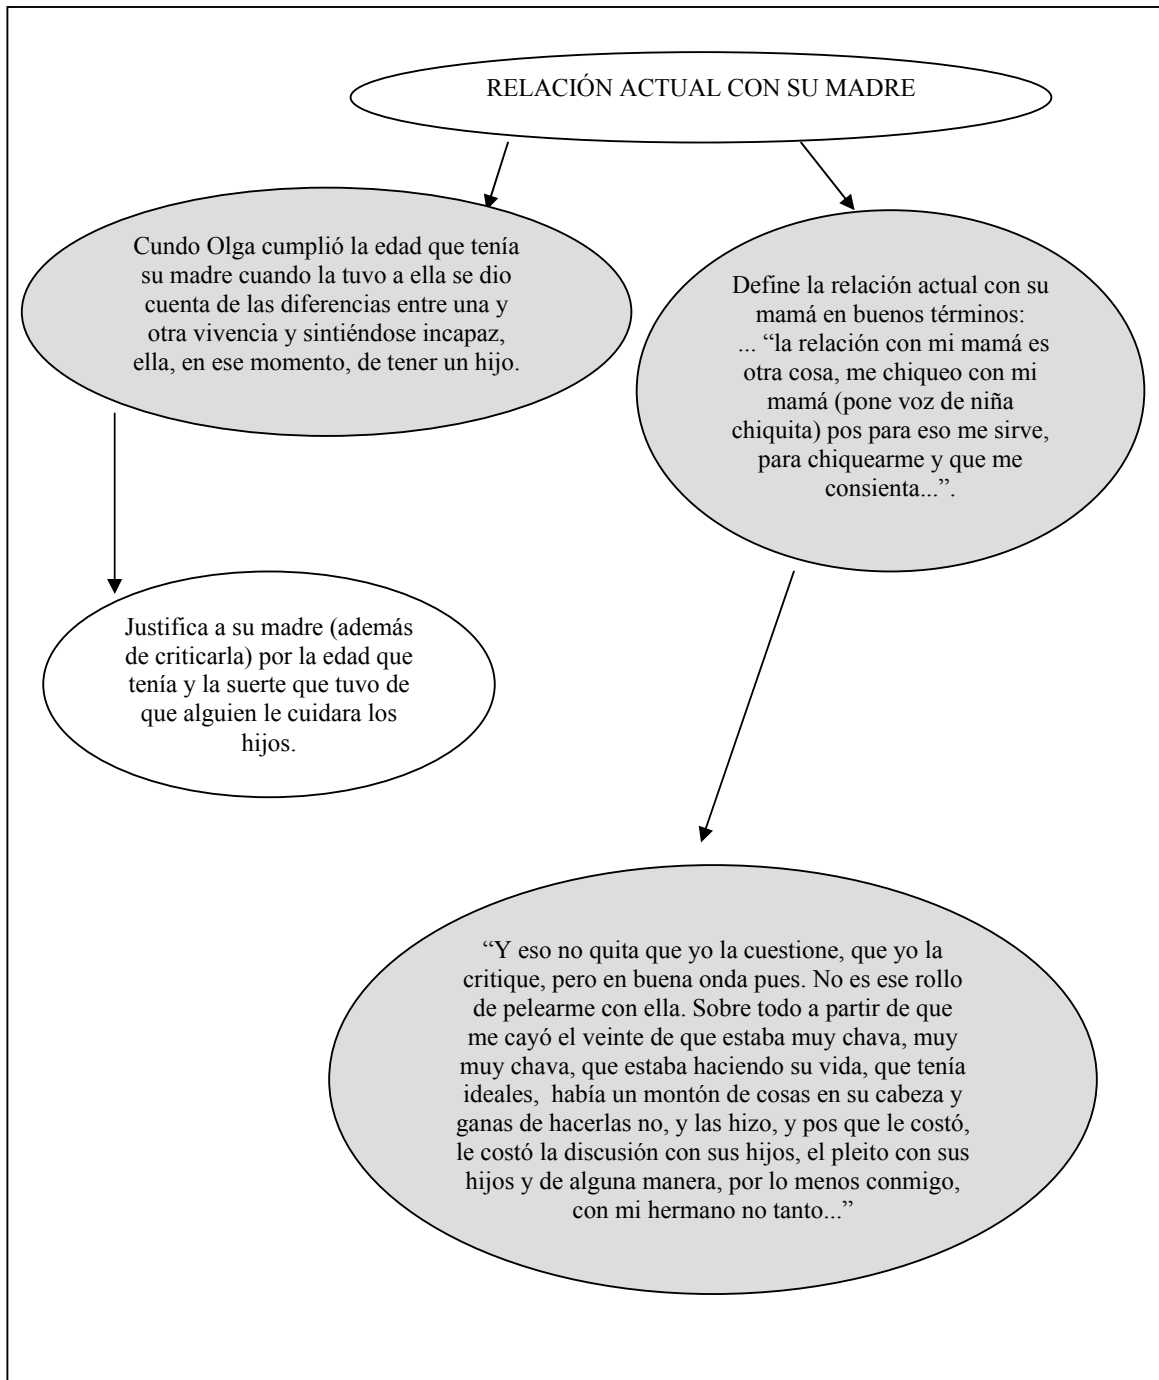 RELACIÓN ACTUAL CON SU MADRE
Cundo Olga cumplió la edad que tenía
su madre cuando la tuvo a ella se dio
cuenta de las diferencias entre una y
otra vivencia y sintiéndose incapaz,
ella, en ese momento, de tener un hijo.
Define la relación actual con su
mamá en buenos términos:
... “la relación con mi mamá es
otra cosa, me chiqueo con mi
mamá (pone voz de niña
chiquita) pos para eso me sirve,
para chiquearme y que me
consienta...”.
Justifica a su madre (además
de criticarla) por la edad que
tenía y la suerte que tuvo de
que alguien le cuidara los
hijos.
“Y eso no quita que yo la cuestione, que yo la
critique, pero en buena onda pues. No es ese rollo
de pelearme con ella. Sobre todo a partir de que
me cayó el veinte de que estaba muy chava, muy
muy chava, que estaba haciendo su vida, que tenía
ideales, había un montón de cosas en su cabeza y
ganas de hacerlas no, y las hizo, y pos que le costó,
le costó la discusión con sus hijos, el pleito con sus
hijos y de alguna manera, por lo menos conmigo,
con mi hermano no tanto...”